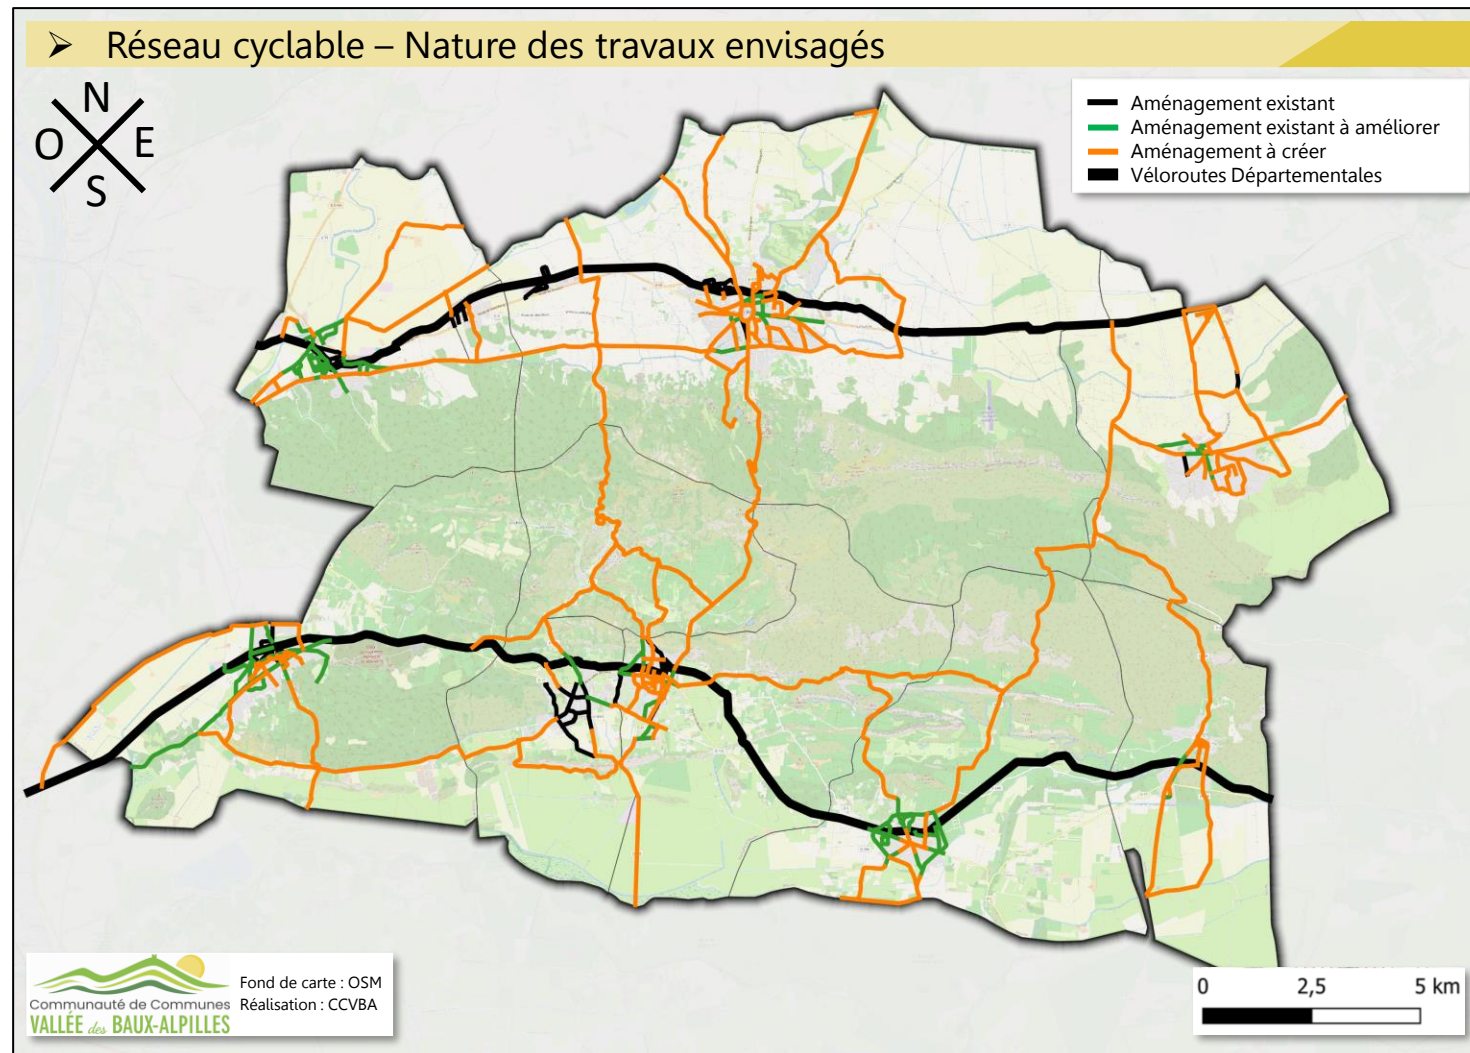 ➤ Réseau cyclable – Nature des travaux envisagés
N
O E
S
Aménagement existant
Aménagement existant à améliorer
Aménagement à créer
Véloroutes Départementales
Communauté de Communes
VALLÉE des BAUX-ALPILLES
Fond de carte : OSM
Réalisation : CCVBA
0 2,5 5 km